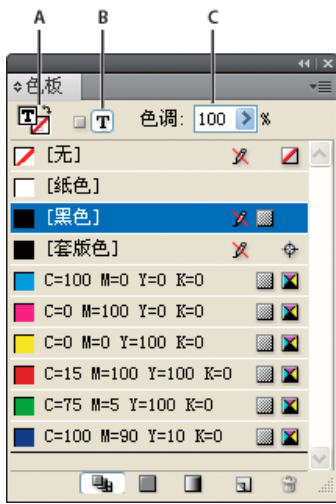 A B C
色板
T T 色调: 100 %
[无]
[纸色]
[黑色]
[套版色]
C=100 M=0 Y=0 K=0
C=0 M=100 Y=0 K=0
C=0 M=0 Y=100 K=0
C=15 M=100 Y=100 K=0
C=75 M=5 Y=100 K=0
C=100 M=90 Y=10 K=0